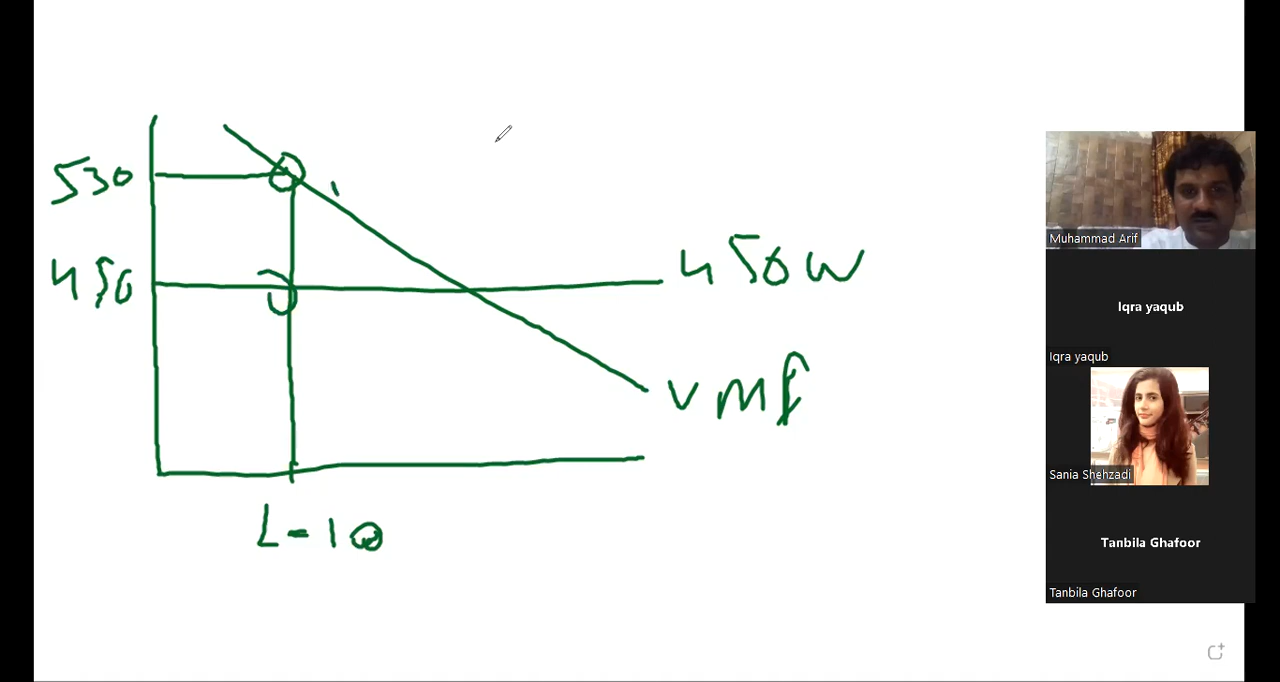 530
450
450W
VMP
L=10
Muhammad Arif
Iqra yaqub
Iqra yaqub
Sania Shehzadi
Tanbila Ghafoor
Tanbila Ghafoor